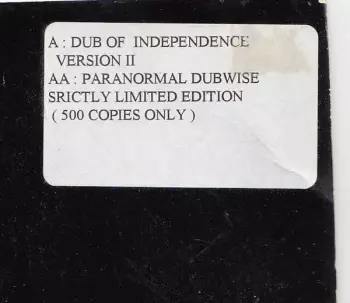 A : DUB OF INDEPENDENCE
VERSION II
AA : PARANORMAL DUBWISE
SRICTLY LIMITED EDITION
( 500 COPIES ONLY )